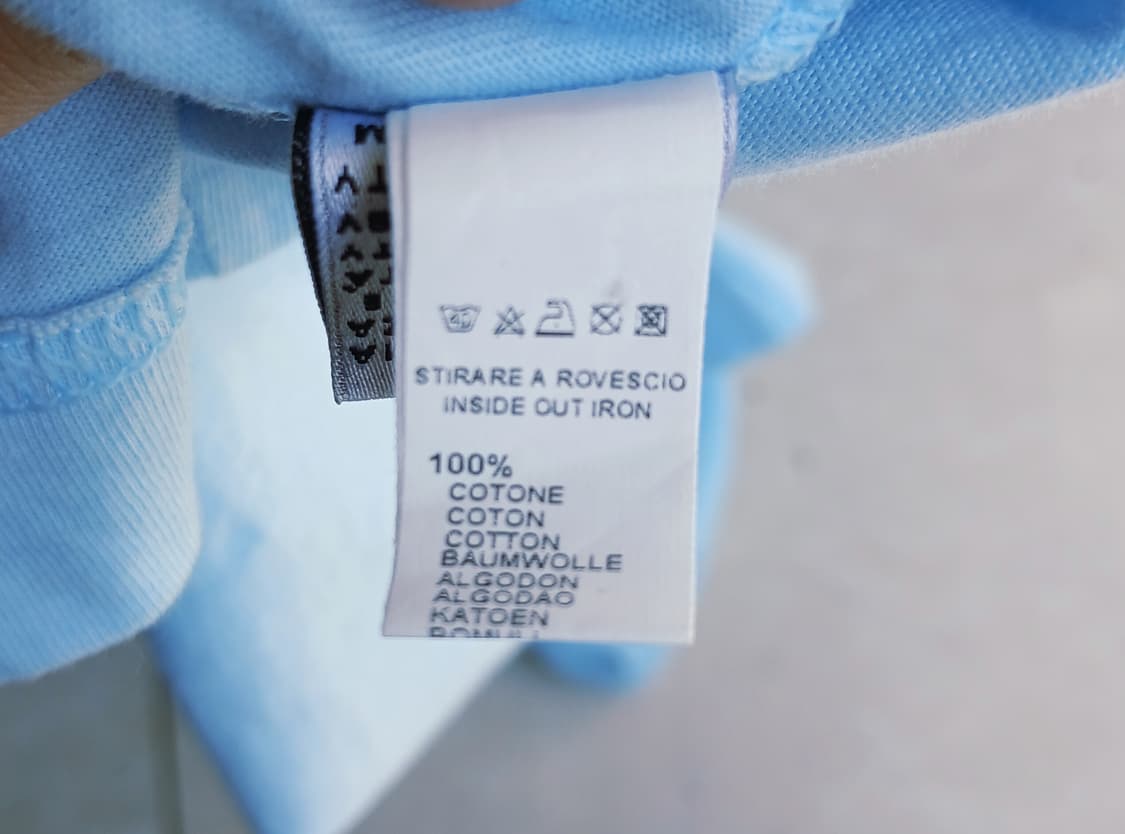 STIRARE A ROVESCIO
INSIDE OUT IRON
100%
COTONE
COTON
COTTON
BAUMWOLLE
ALGODON
ALGODAO
KATOEN